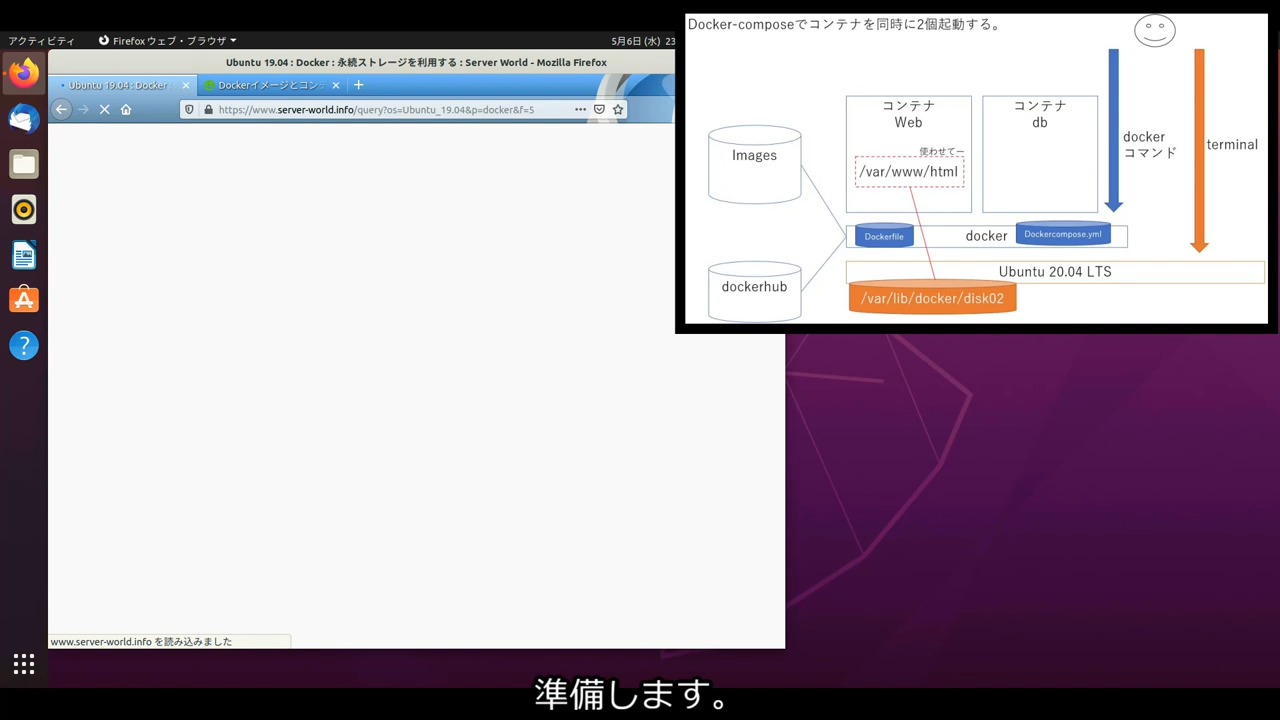 アクティビティ
Firefox ウェブ・ブラウザ
5月6日 (水) 23
Ubuntu 19.04 : Docker : 永続ストレージを利用する : Server World - Mozilla Firefox
Ubuntu 19.04 : Docker
Dockerイメージとコンテ
https://www.server-world.info/query?os=Ubuntu_19.04&p=docker&f=5
www.server-world.info を読み込みました
Docker-composeでコンテナを同時に2個起動する。
コンテナ
Web
コンテナ
db
使わせてー
/var/www/html
Images
dockerhub
docker
コマンド
terminal
Dockerfile
docker
Dockercompose.yml
Ubuntu 20.04 LTS
/var/lib/docker/disk02
準備します。